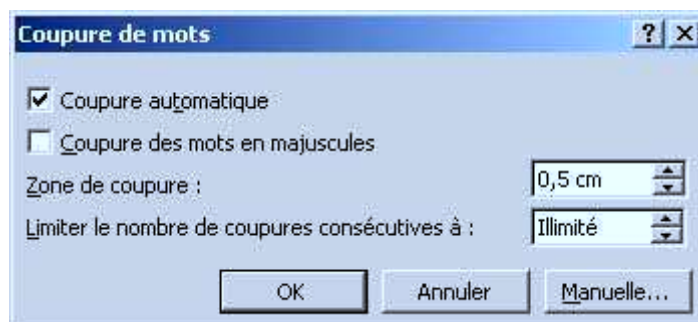 Coupure de mots
Coupure automatique
Coupure des mots en majuscules
Zone de coupure : 0,5 cm
Limiter le nombre de coupures consécutives à : Illimité
OK Annuler Manuelle...